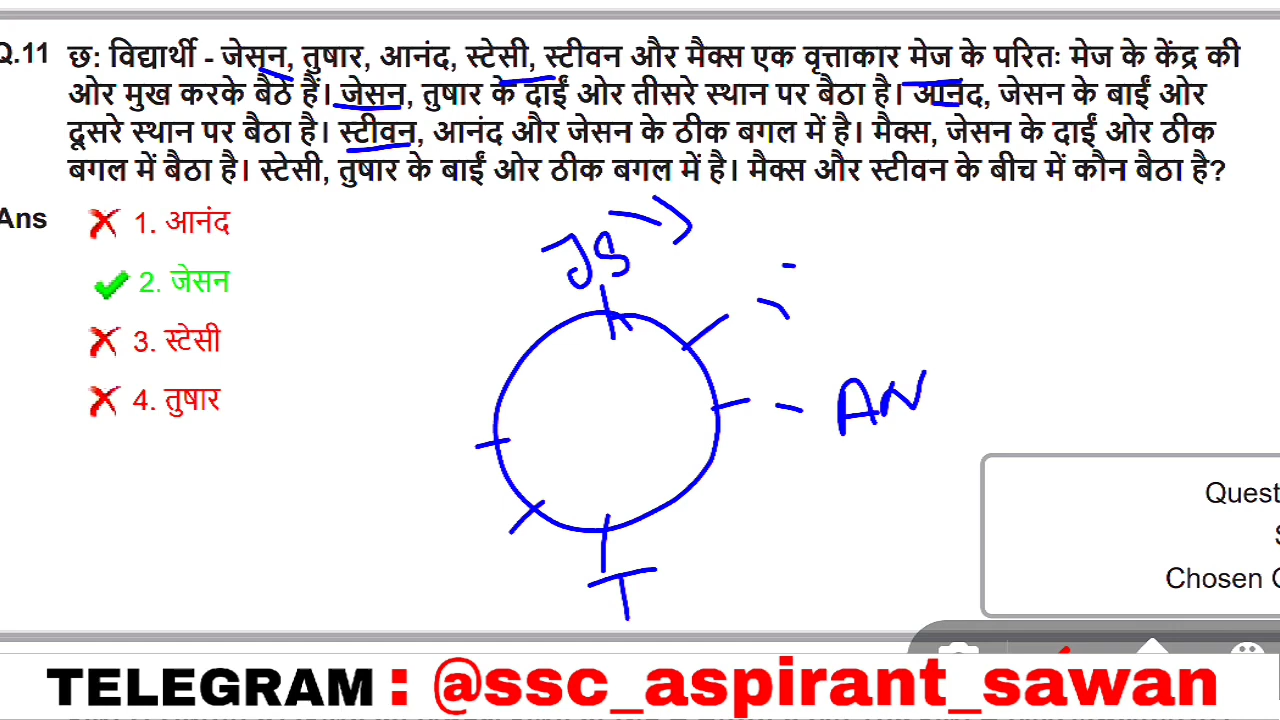 Q.11 छः विद्यार्थी - जेसन, तुषार, आनंद, स्टेसी, स्टीवन और मैक्स एक वृत्ताकार मेज के परितः मेज के केंद्र की
ओर मुख करके बैठे हैं। जेसन, तुषार के दाईं ओर तीसरे स्थान पर बैठा है। आनंद, जेसन के बाईं ओर
दूसरे स्थान पर बैठा है। स्टीवन, आनंद और जेसन के ठीक बगल में है। मैक्स, जेसन के दाईं ओर ठीक
बगल में बैठा है। स्टेसी, तुषार के बाईं ओर ठीक बगल में है। मैक्स और स्टीवन के बीच में कौन बैठा है?
Ans
1. आनंद
2. जेसन
3. स्टेसी
4. तुषार
JS
AN
T
Quest
Chosen
TELEGRAM : @ssc_aspirant_sawan